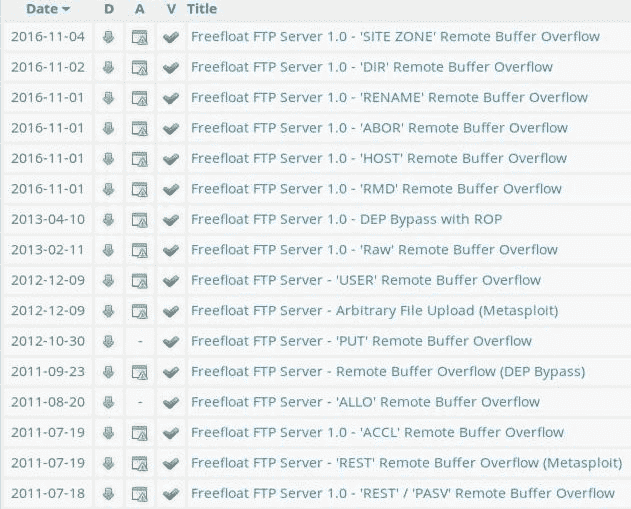 Date D A V Title
2016-11-04 Freefloat FTP Server 1.0 - 'SITE ZONE' Remote Buffer Overflow
2016-11-02 Freefloat FTP Server 1.0 - 'DIR' Remote Buffer Overflow
2016-11-01 Freefloat FTP Server 1.0 - 'RENAME' Remote Buffer Overflow
2016-11-01 Freefloat FTP Server 1.0 - 'ABOR' Remote Buffer Overflow
2016-11-01 Freefloat FTP Server 1.0 - 'HOST' Remote Buffer Overflow
2016-11-01 Freefloat FTP Server 1.0 - 'RMD' Remote Buffer Overflow
2013-04-10 Freefloat FTP Server 1.0 - DEP Bypass with ROP
2013-02-11 Freefloat FTP Server 1.0 - 'Raw' Remote Buffer Overflow
2012-12-09 Freefloat FTP Server - 'USER' Remote Buffer Overflow
2012-12-09 Freefloat FTP Server - Arbitrary File Upload (Metasploit)
2012-10-30 - Freefloat FTP Server - 'PUT' Remote Buffer Overflow
2011-09-23 Freefloat FTP Server - Remote Buffer Overflow (DEP Bypass)
2011-08-20 - Freefloat FTP Server - 'ALLO' Remote Buffer Overflow
2011-07-19 Freefloat FTP Server 1.0 - 'ACCL' Remote Buffer Overflow
2011-07-19 Freefloat FTP Server - 'REST' Remote Buffer Overflow (Metasploit)
2011-07-18 Freefloat FTP Server 1.0 - 'REST' / 'PASV' Remote Buffer Overflow